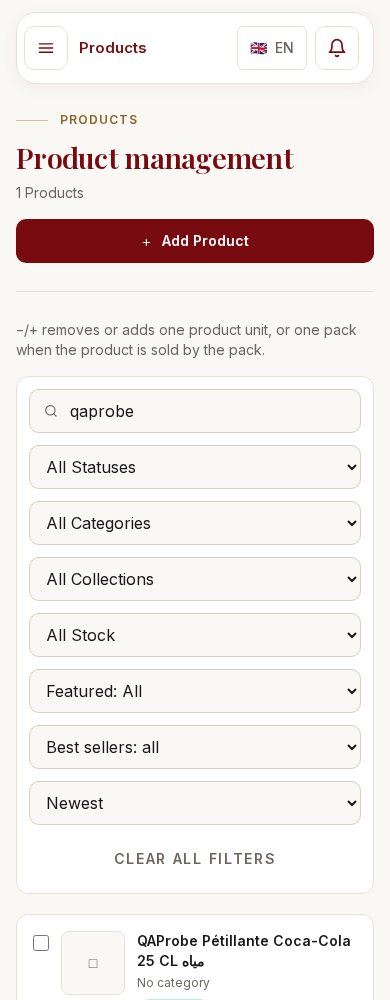 Products
🇬🇧 EN
PRODUCTS
Product management
1 Products
+ Add Product
−/+ removes or adds one product unit, or one pack
when the product is sold by the pack.
qaprobe
All Statuses
All Categories
All Collections
All Stock
Featured: All
Best sellers: all
Newest
CLEAR ALL FILTERS
QAProbe Pétillante Coca-Cola
25 CL مياه
No category